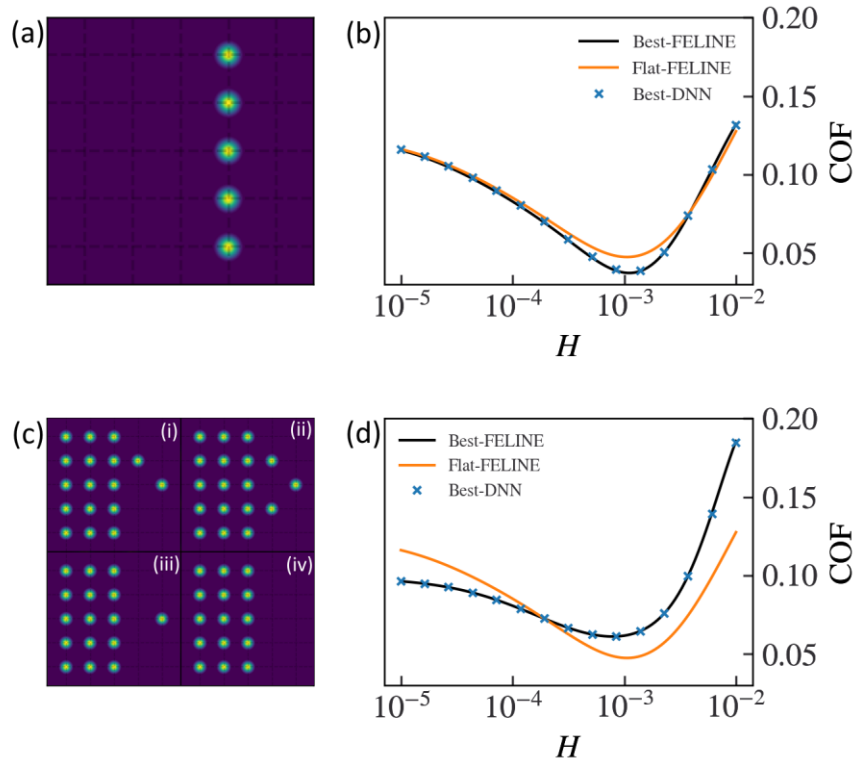 (a)
(b)
Best-FELINE
Flat-FELINE
Best-DNN
0.20
0.15
0.10
0.05
COF
10⁻⁵ 10⁻⁴ 10⁻³ 10⁻²
H
(c)
(i)
(ii)
(iii)
(iv)
(d)
Best-FELINE
Flat-FELINE
Best-DNN
0.20
0.15
0.10
0.05
COF
10⁻⁵ 10⁻⁴ 10⁻³ 10⁻²
H